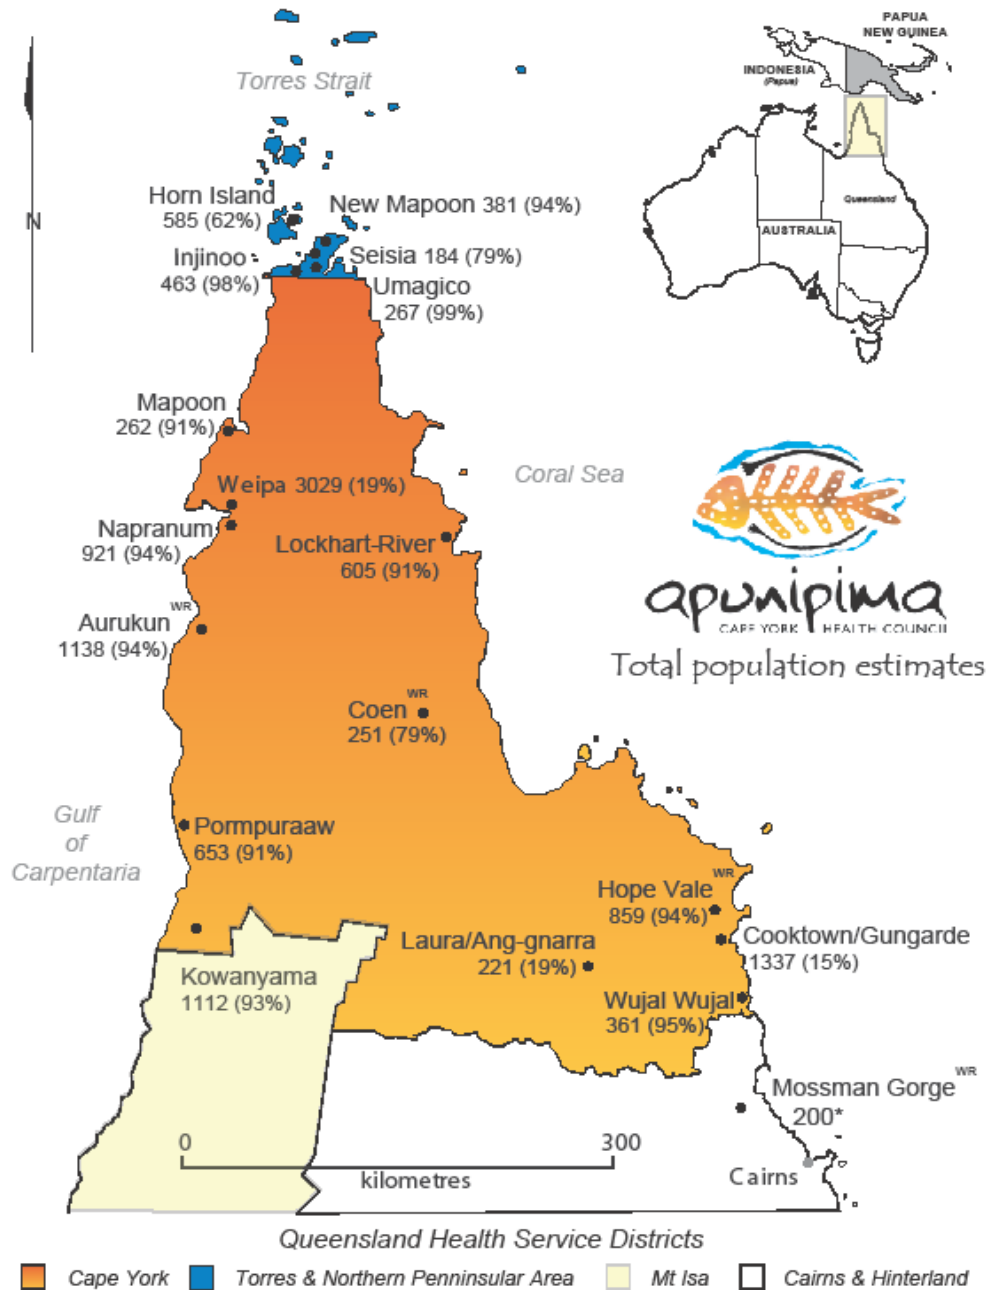 PAPUA
NEW GUINEA
INDONESIA
(Papua)
Queensland
AUSTRALIA
N
Torres Strait
Horn Island
585 (62%)
New Mapoon 381 (94%)
Injinoo
463 (98%)
Seisia 184 (79%)
Umagico
267 (99%)
Mapoon
262 (91%)
Weipa 3029 (19%)
Napranum
921 (94%)
Lockhart-River
605 (91%)
Coral Sea
apunipima
CAPE YORK HEALTH COUNCIL
Total population estimates
WR
Aurukun
1138 (94%)
WR
Coen
251 (79%)
Gulf
of
Carpentaria
Pormpuraaw
653 (91%)
WR
Hope Vale
859 (94%)
Cooktown/Gungarde
1337 (15%)
Laura/Ang-gnarra
221 (19%)
Kowanyama
1112 (93%)
Wujal Wujal
361 (95%)
WR
Mossman Gorge
200*
0 300
kilometres
Cairns
Queensland Health Service Districts
Cape York Torres & Northern Penninsular Area Mt Isa Cairns & Hinterland